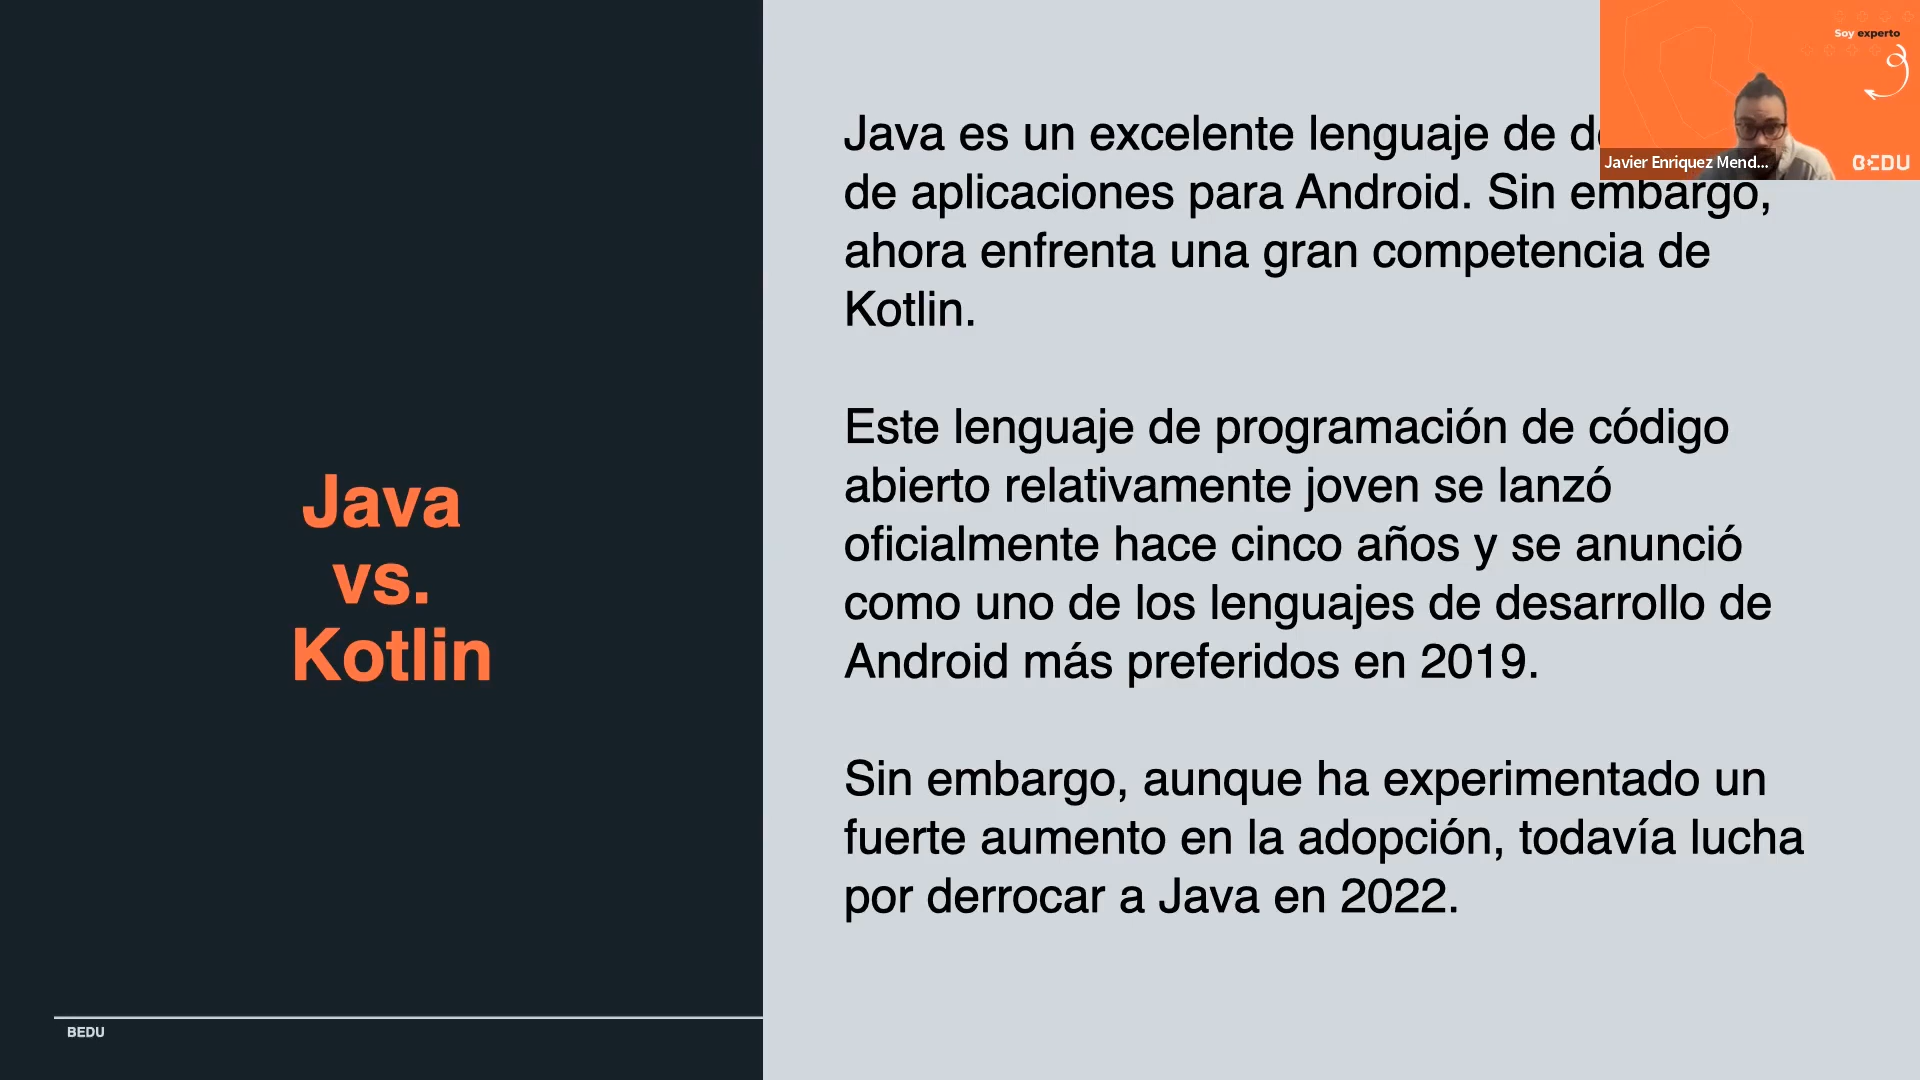 Java
vs.
Kotlin
BEDU
Java es un excelente lenguaje de
de aplicaciones para Android. Sin embargo,
ahora enfrenta una gran competencia de
Kotlin.
Este lenguaje de programación de código
abierto relativamente joven se lanzó
oficialmente hace cinco años y se anunció
como uno de los lenguajes de desarrollo de
Android más preferidos en 2019.
Sin embargo, aunque ha experimentado un
fuerte aumento en la adopción, todavía lucha
por derrocar a Java en 2022.
Soy experto
Javier Enriquez Mend...
BEDU